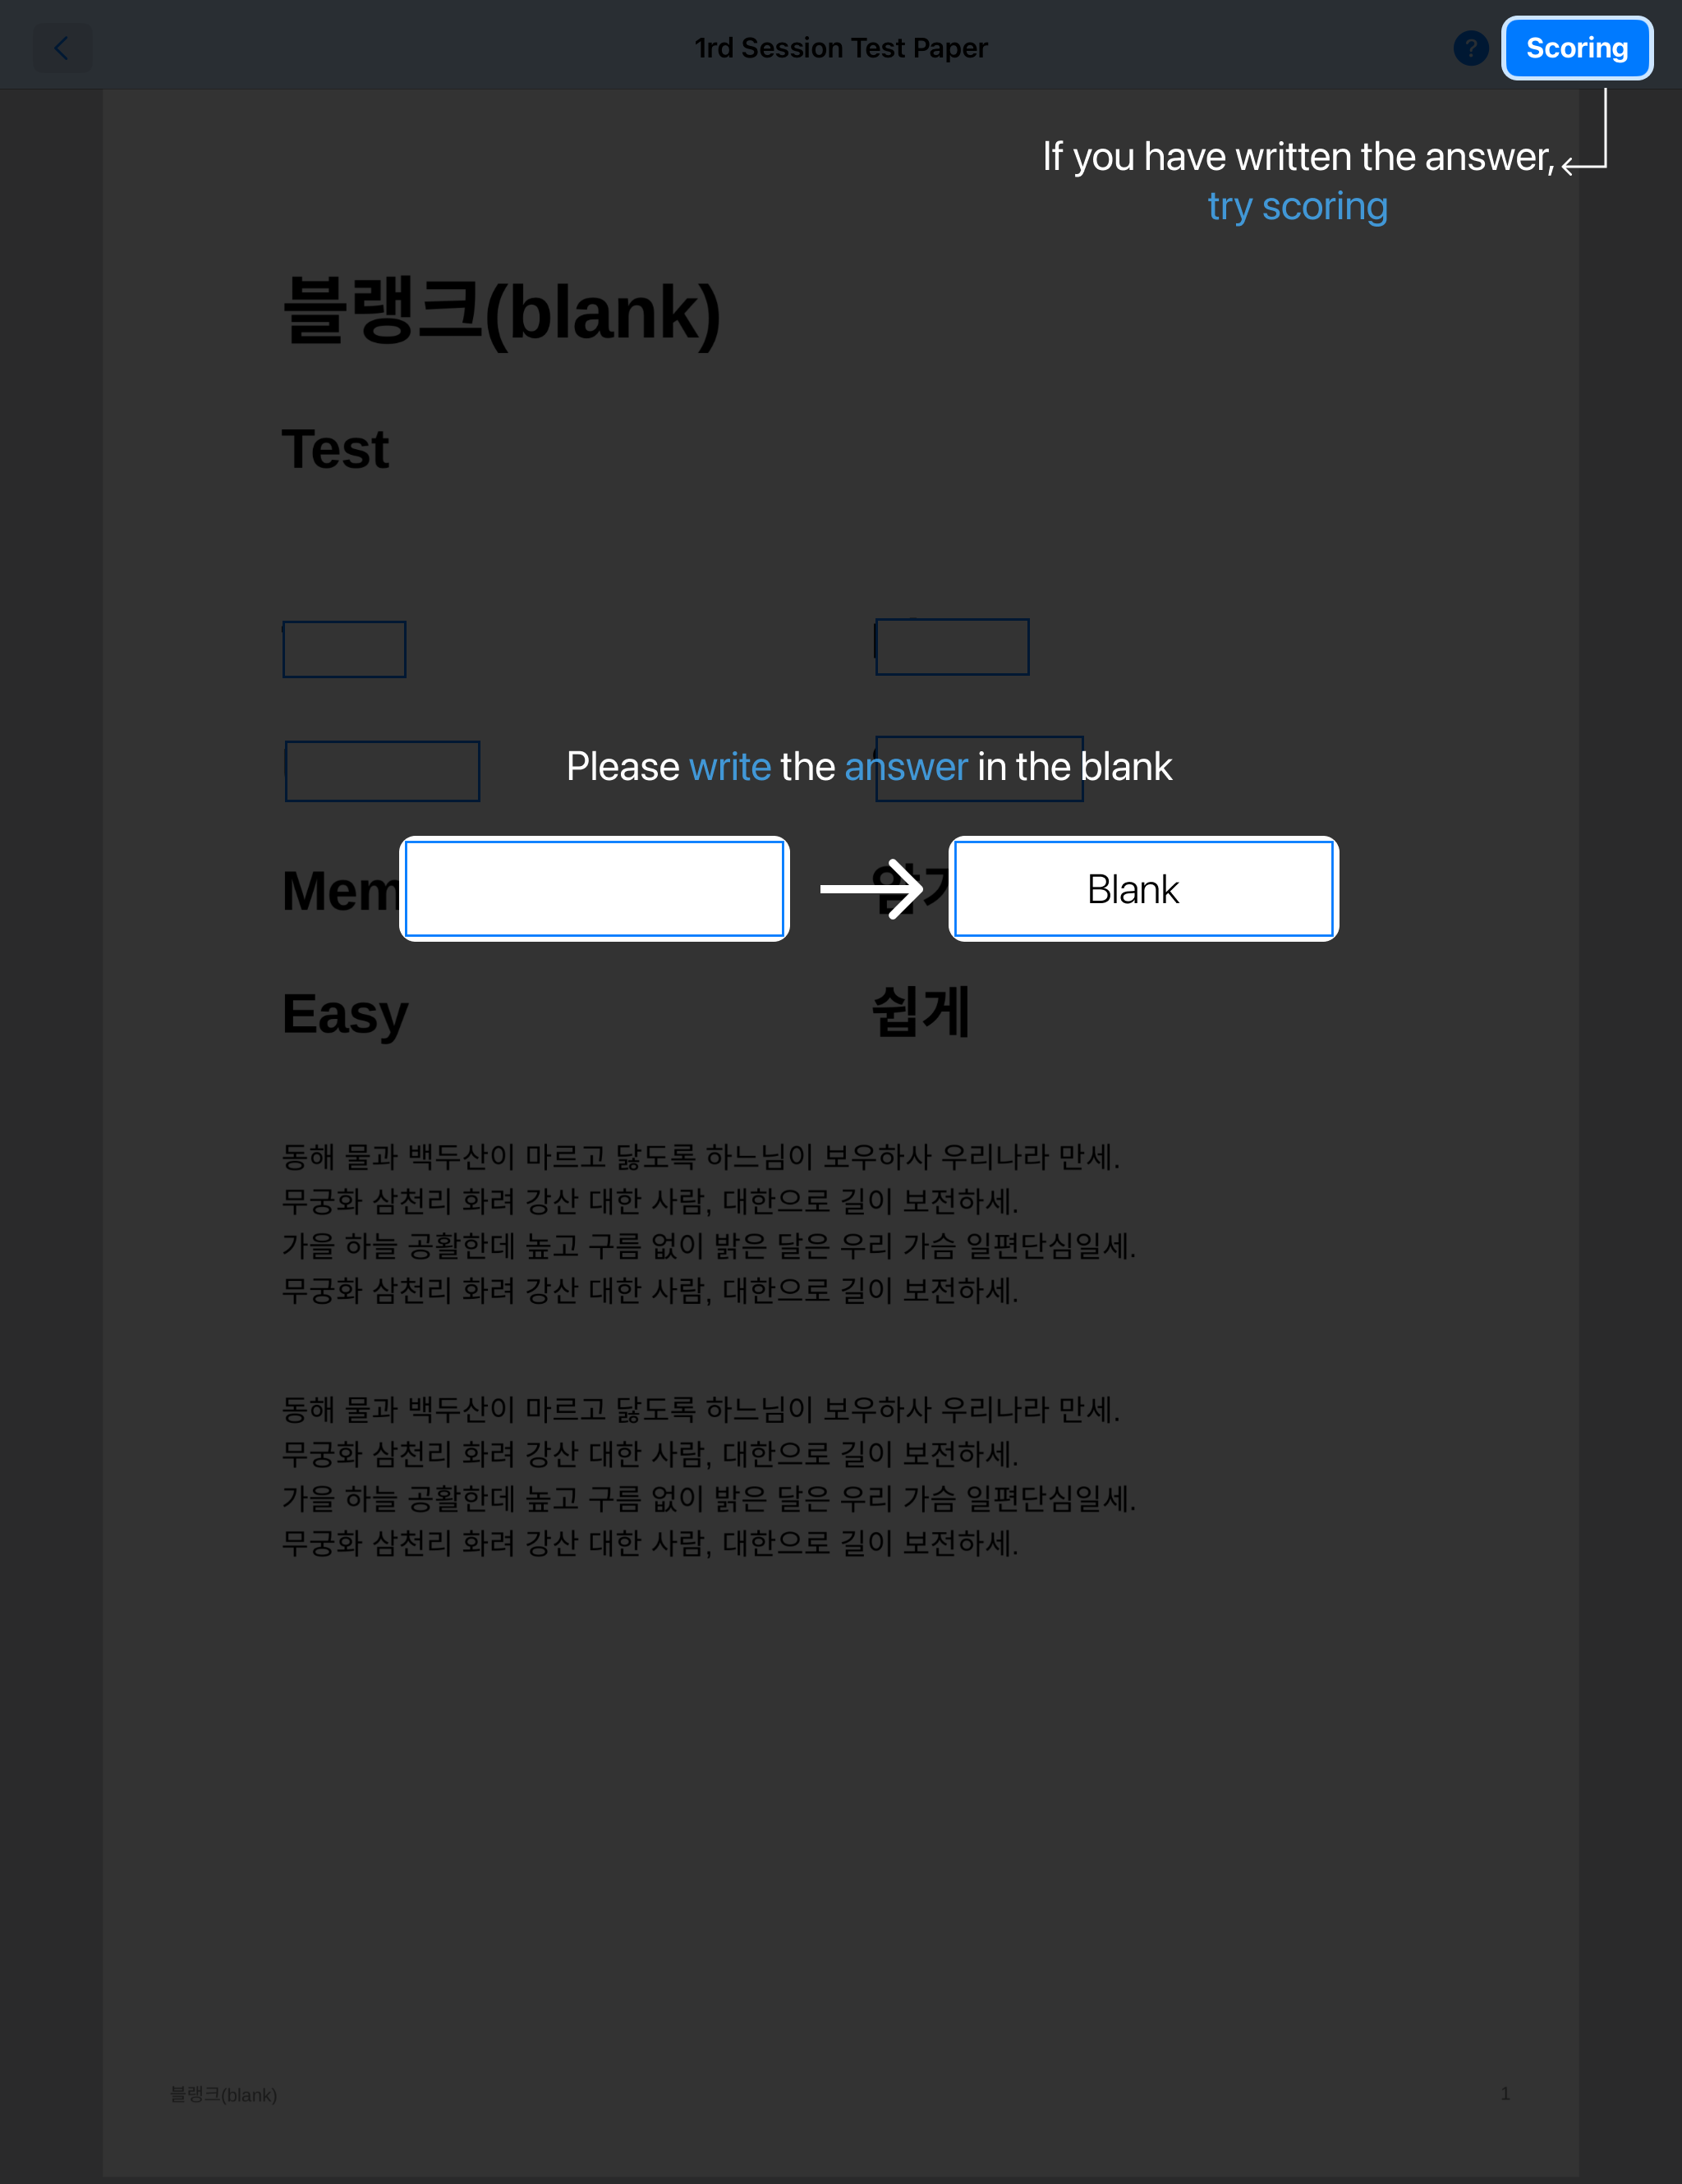 1rd Session Test Paper
?
Scoring
If you have written the answer,
try scoring
블랭크(blank)
Test
Please write the answer in the blank
Blank
Easy
쉽게
동해 물과 백두산이 마르고 닳도록 하느님이 보우하사 우리나라 만세.
무궁화 삼천리 화려 강산 대한 사람, 대한으로 길이 보전하세.
가을 하늘 공활한데 높고 구름 없이 밝은 달은 우리 가슴 일편단심일세.
무궁화 삼천리 화려 강산 대한 사람, 대한으로 길이 보전하세.
동해 물과 백두산이 마르고 닳도록 하느님이 보우하사 우리나라 만세.
무궁화 삼천리 화려 강산 대한 사람, 대한으로 길이 보전하세.
가을 하늘 공활한데 높고 구름 없이 밝은 달은 우리 가슴 일편단심일세.
무궁화 삼천리 화려 강산 대한 사람, 대한으로 길이 보전하세.
블랭크(blank)
1